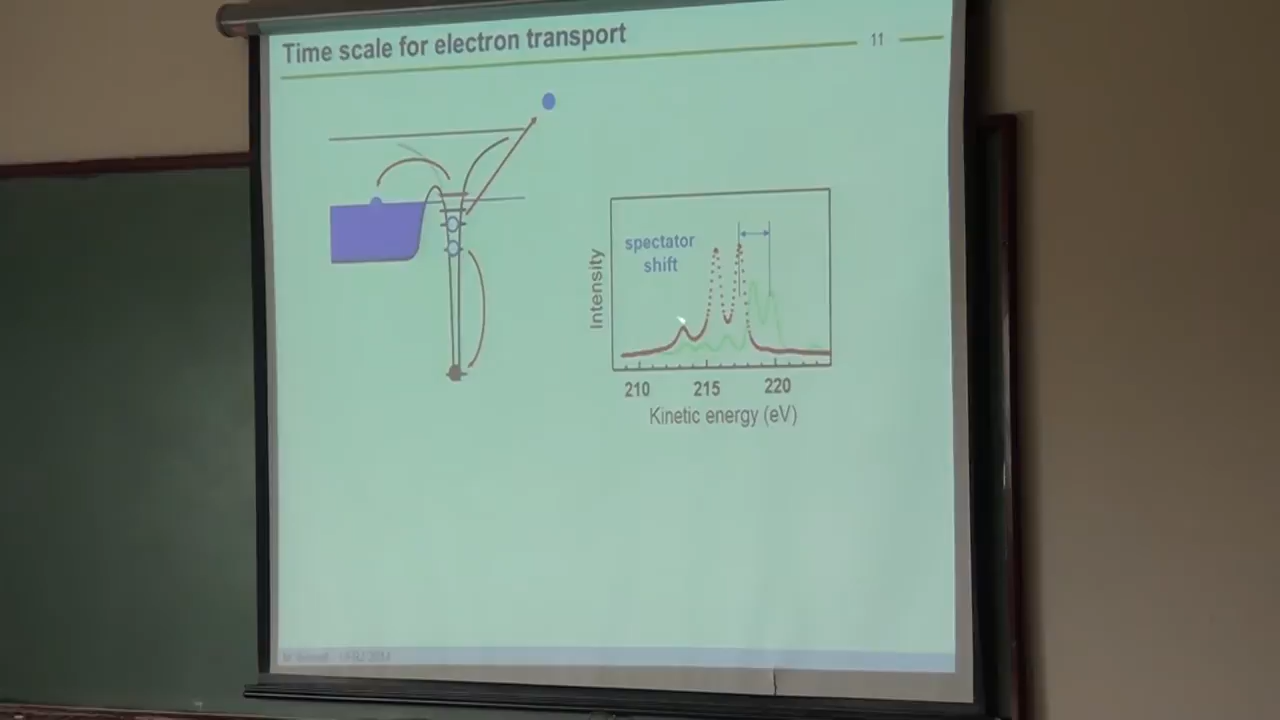 Time scale for electron transport
11
spectator
shift
Intensity
210 215 220
Kinetic energy (eV)